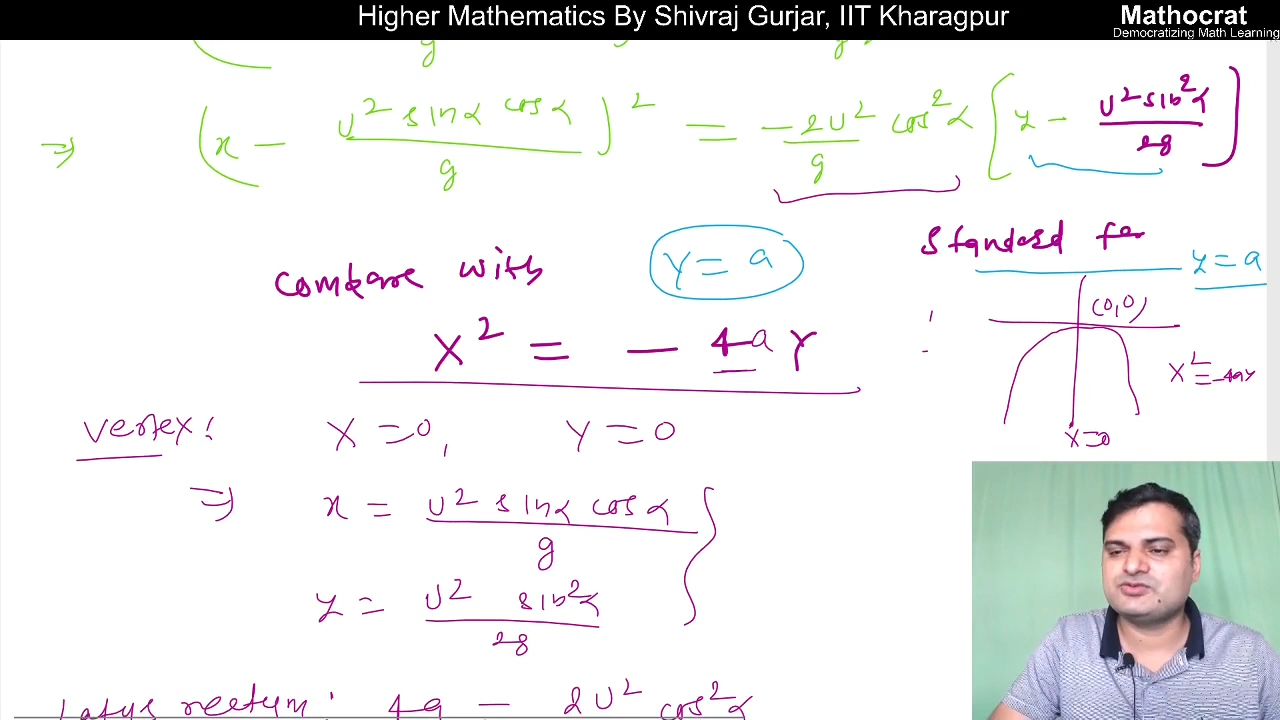 Higher Mathematics By Shivraj Gurjar, IIT Kharagpur
Mathocrat
Democratizing Math Learning
⇒ (x − u² sinα cosα / g)² = −2u²/g cos²α [y − u² sin²α / 2g]
compare with Y = a
X² = − 4aY
Standard for
y = a
(0,0)
X² = −4ay
X=0
vertex: X = 0, Y = 0
⇒ x = u² sinα cosα / g
y = u² sin²α / 2g
Latus rectum: 4a = 2u² cos²α